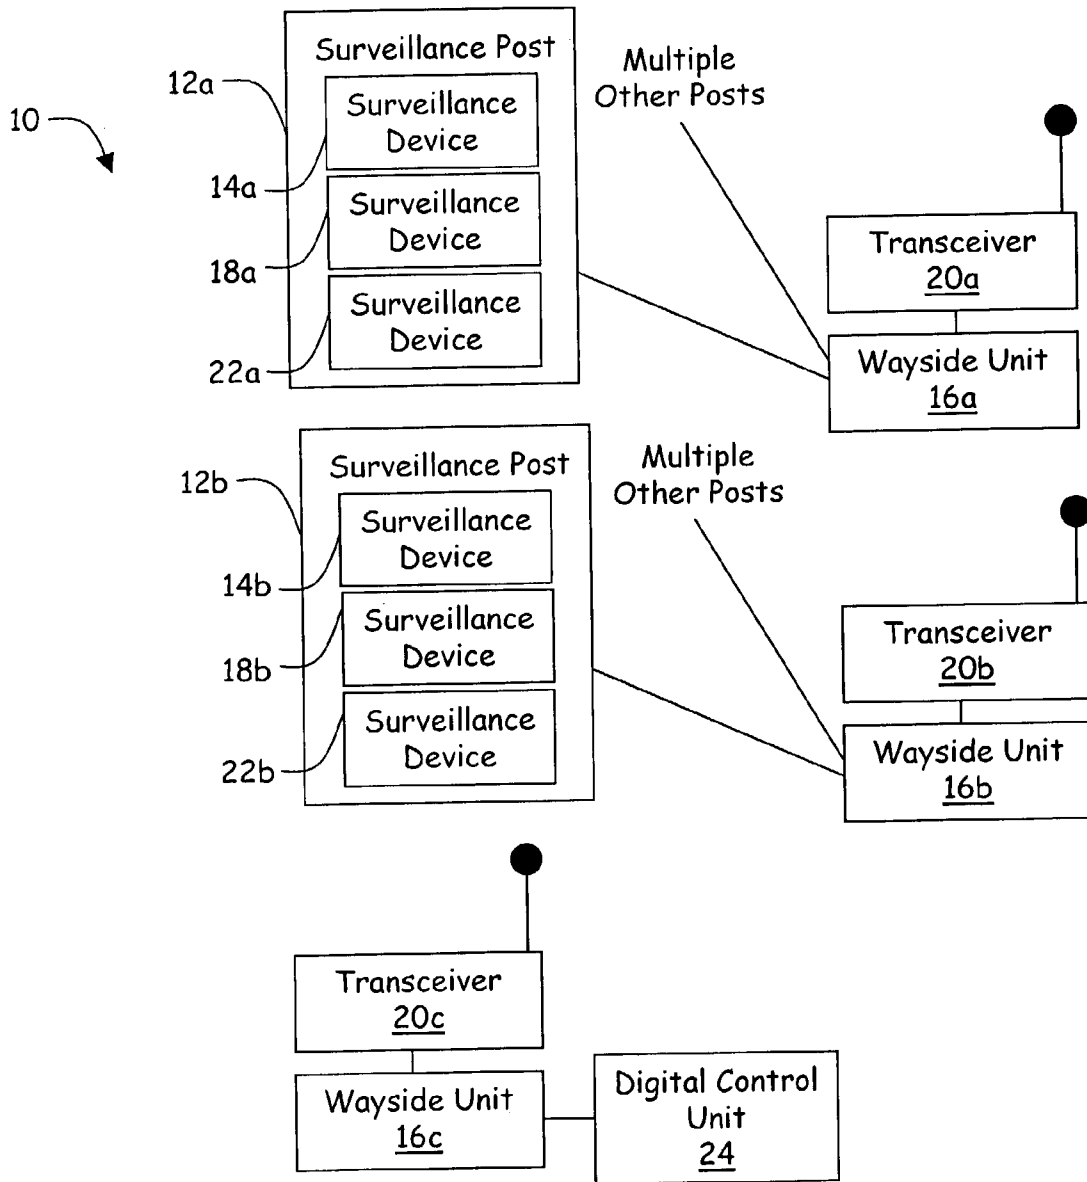 Surveillance Post
12a
10
Surveillance
Device
14a
Surveillance
Device
18a
Surveillance
Device
22a
Multiple
Other Posts
Transceiver
20a
Wayside Unit
16a
Surveillance Post
12b
Surveillance
Device
14b
Surveillance
Device
18b
Surveillance
Device
22b
Multiple
Other Posts
Transceiver
20b
Wayside Unit
16b
Transceiver
20c
Wayside Unit
16c
Digital Control
Unit
24